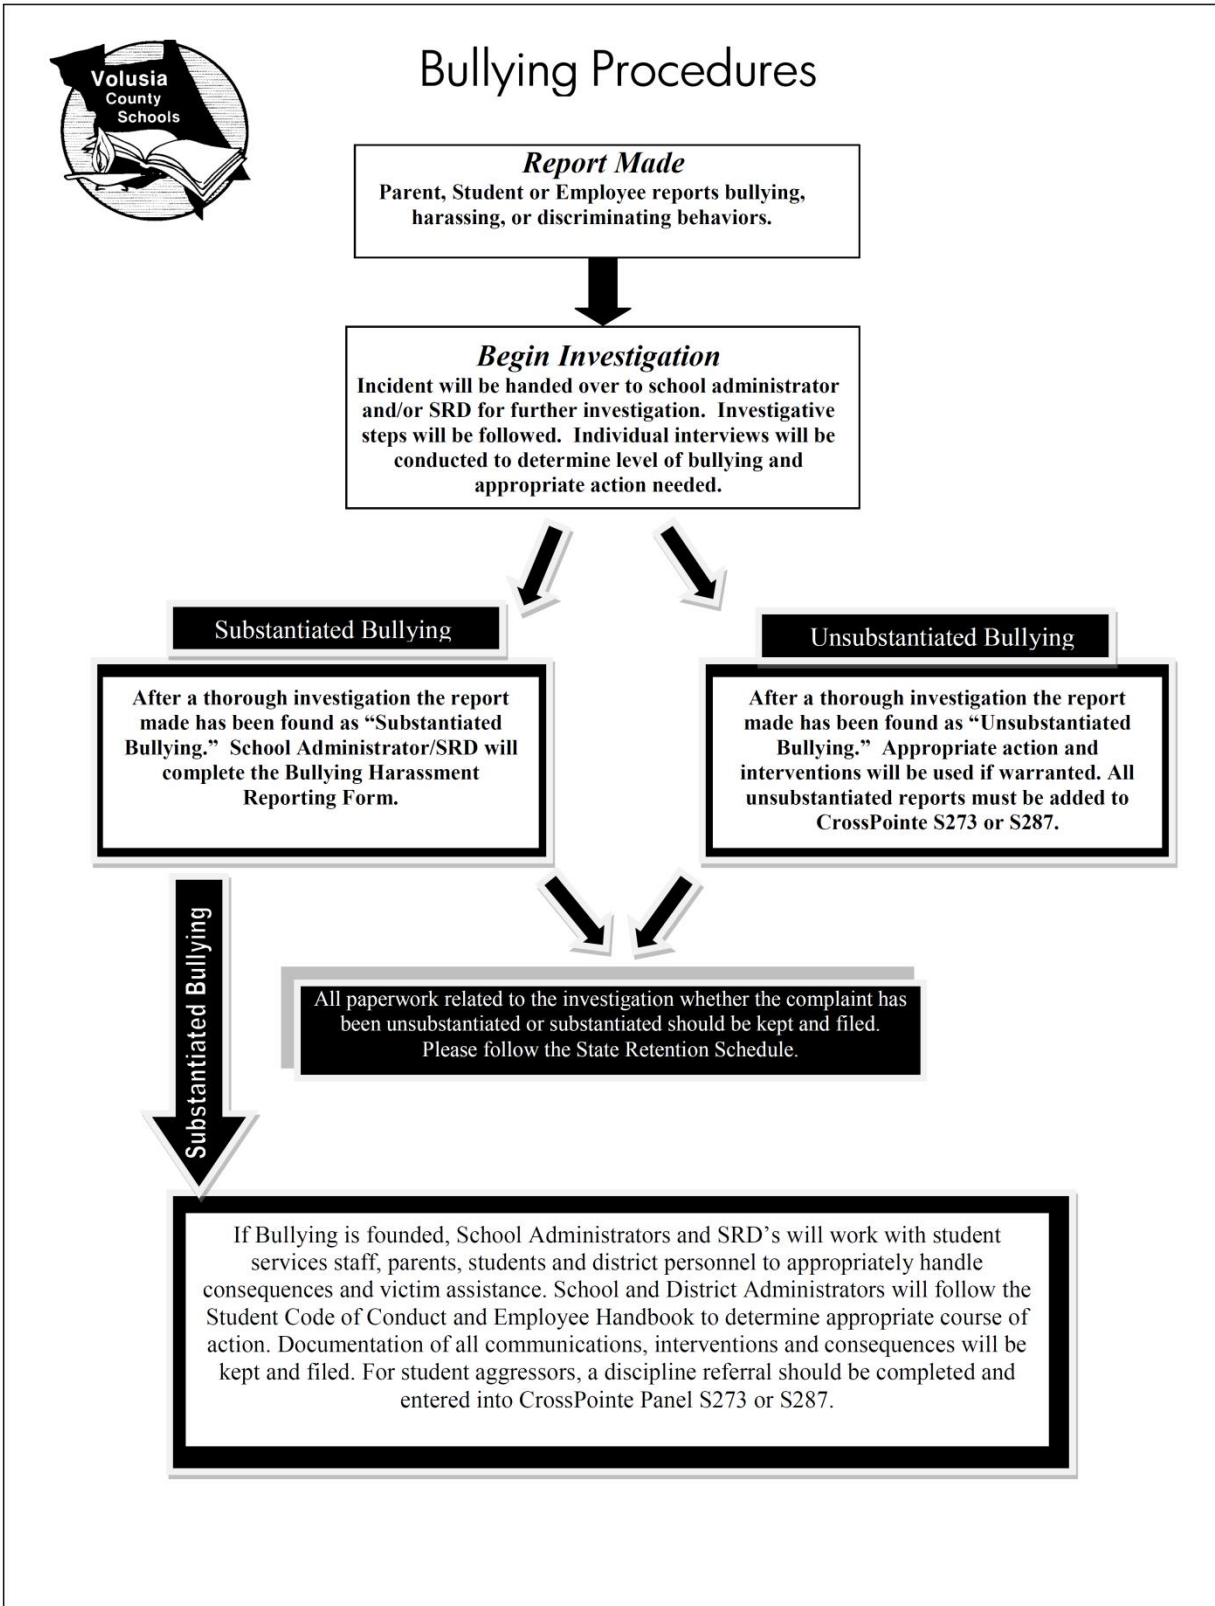 Volusia
County
Schools
Bullying Procedures
Report Made
Parent, Student or Employee reports bullying,
harassing, or discriminating behaviors.
Begin Investigation
Incident will be handed over to school administrator
and/or SRD for further investigation.  Investigative
steps will be followed.  Individual interviews will be
conducted to determine level of bullying and
appropriate action needed.
Substantiated Bullying
After a thorough investigation the report
made has been found as “Substantiated
Bullying.”  School Administrator/SRD will
complete the Bullying Harassment
Reporting Form.
Unsubstantiated Bullying
After a thorough investigation the report
made has been found as “Unsubstantiated
Bullying.”  Appropriate action and
interventions will be used if warranted. All
unsubstantiated reports must be added to
CrossPointe S273 or S287.
Substantiated Bullying
All paperwork related to the investigation whether the complaint has
been unsubstantiated or substantiated should be kept and filed.
Please follow the State Retention Schedule.
If Bullying is founded, School Administrators and SRD’s will work with student
services staff, parents, students and district personnel to appropriately handle
consequences and victim assistance. School and District Administrators will follow the
Student Code of Conduct and Employee Handbook to determine appropriate course of
action. Documentation of all communications, interventions and consequences will be
kept and filed. For student aggressors, a discipline referral should be completed and
entered into CrossPointe Panel S273 or S287.